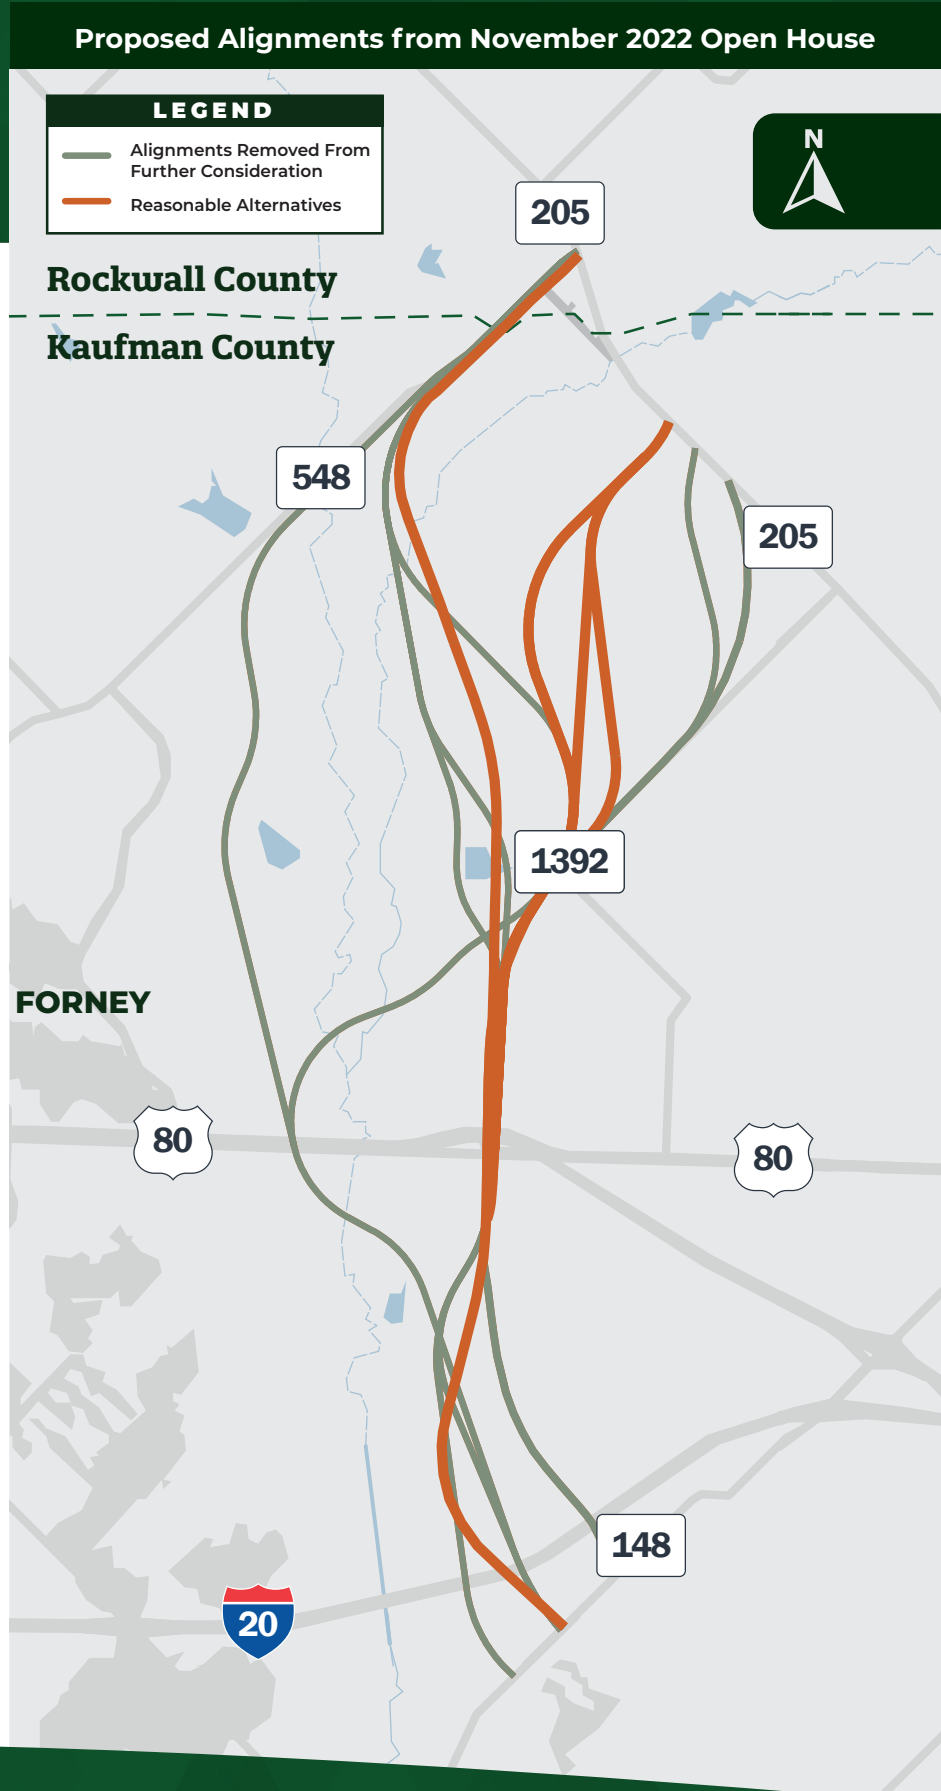 Proposed Alignments from November 2022 Open House
LEGEND
Alignments Removed From
Further Consideration
Reasonable Alternatives
N
205
Rockwall County
Kaufman County
548
205
1392
FORNEY
80
80
148
20